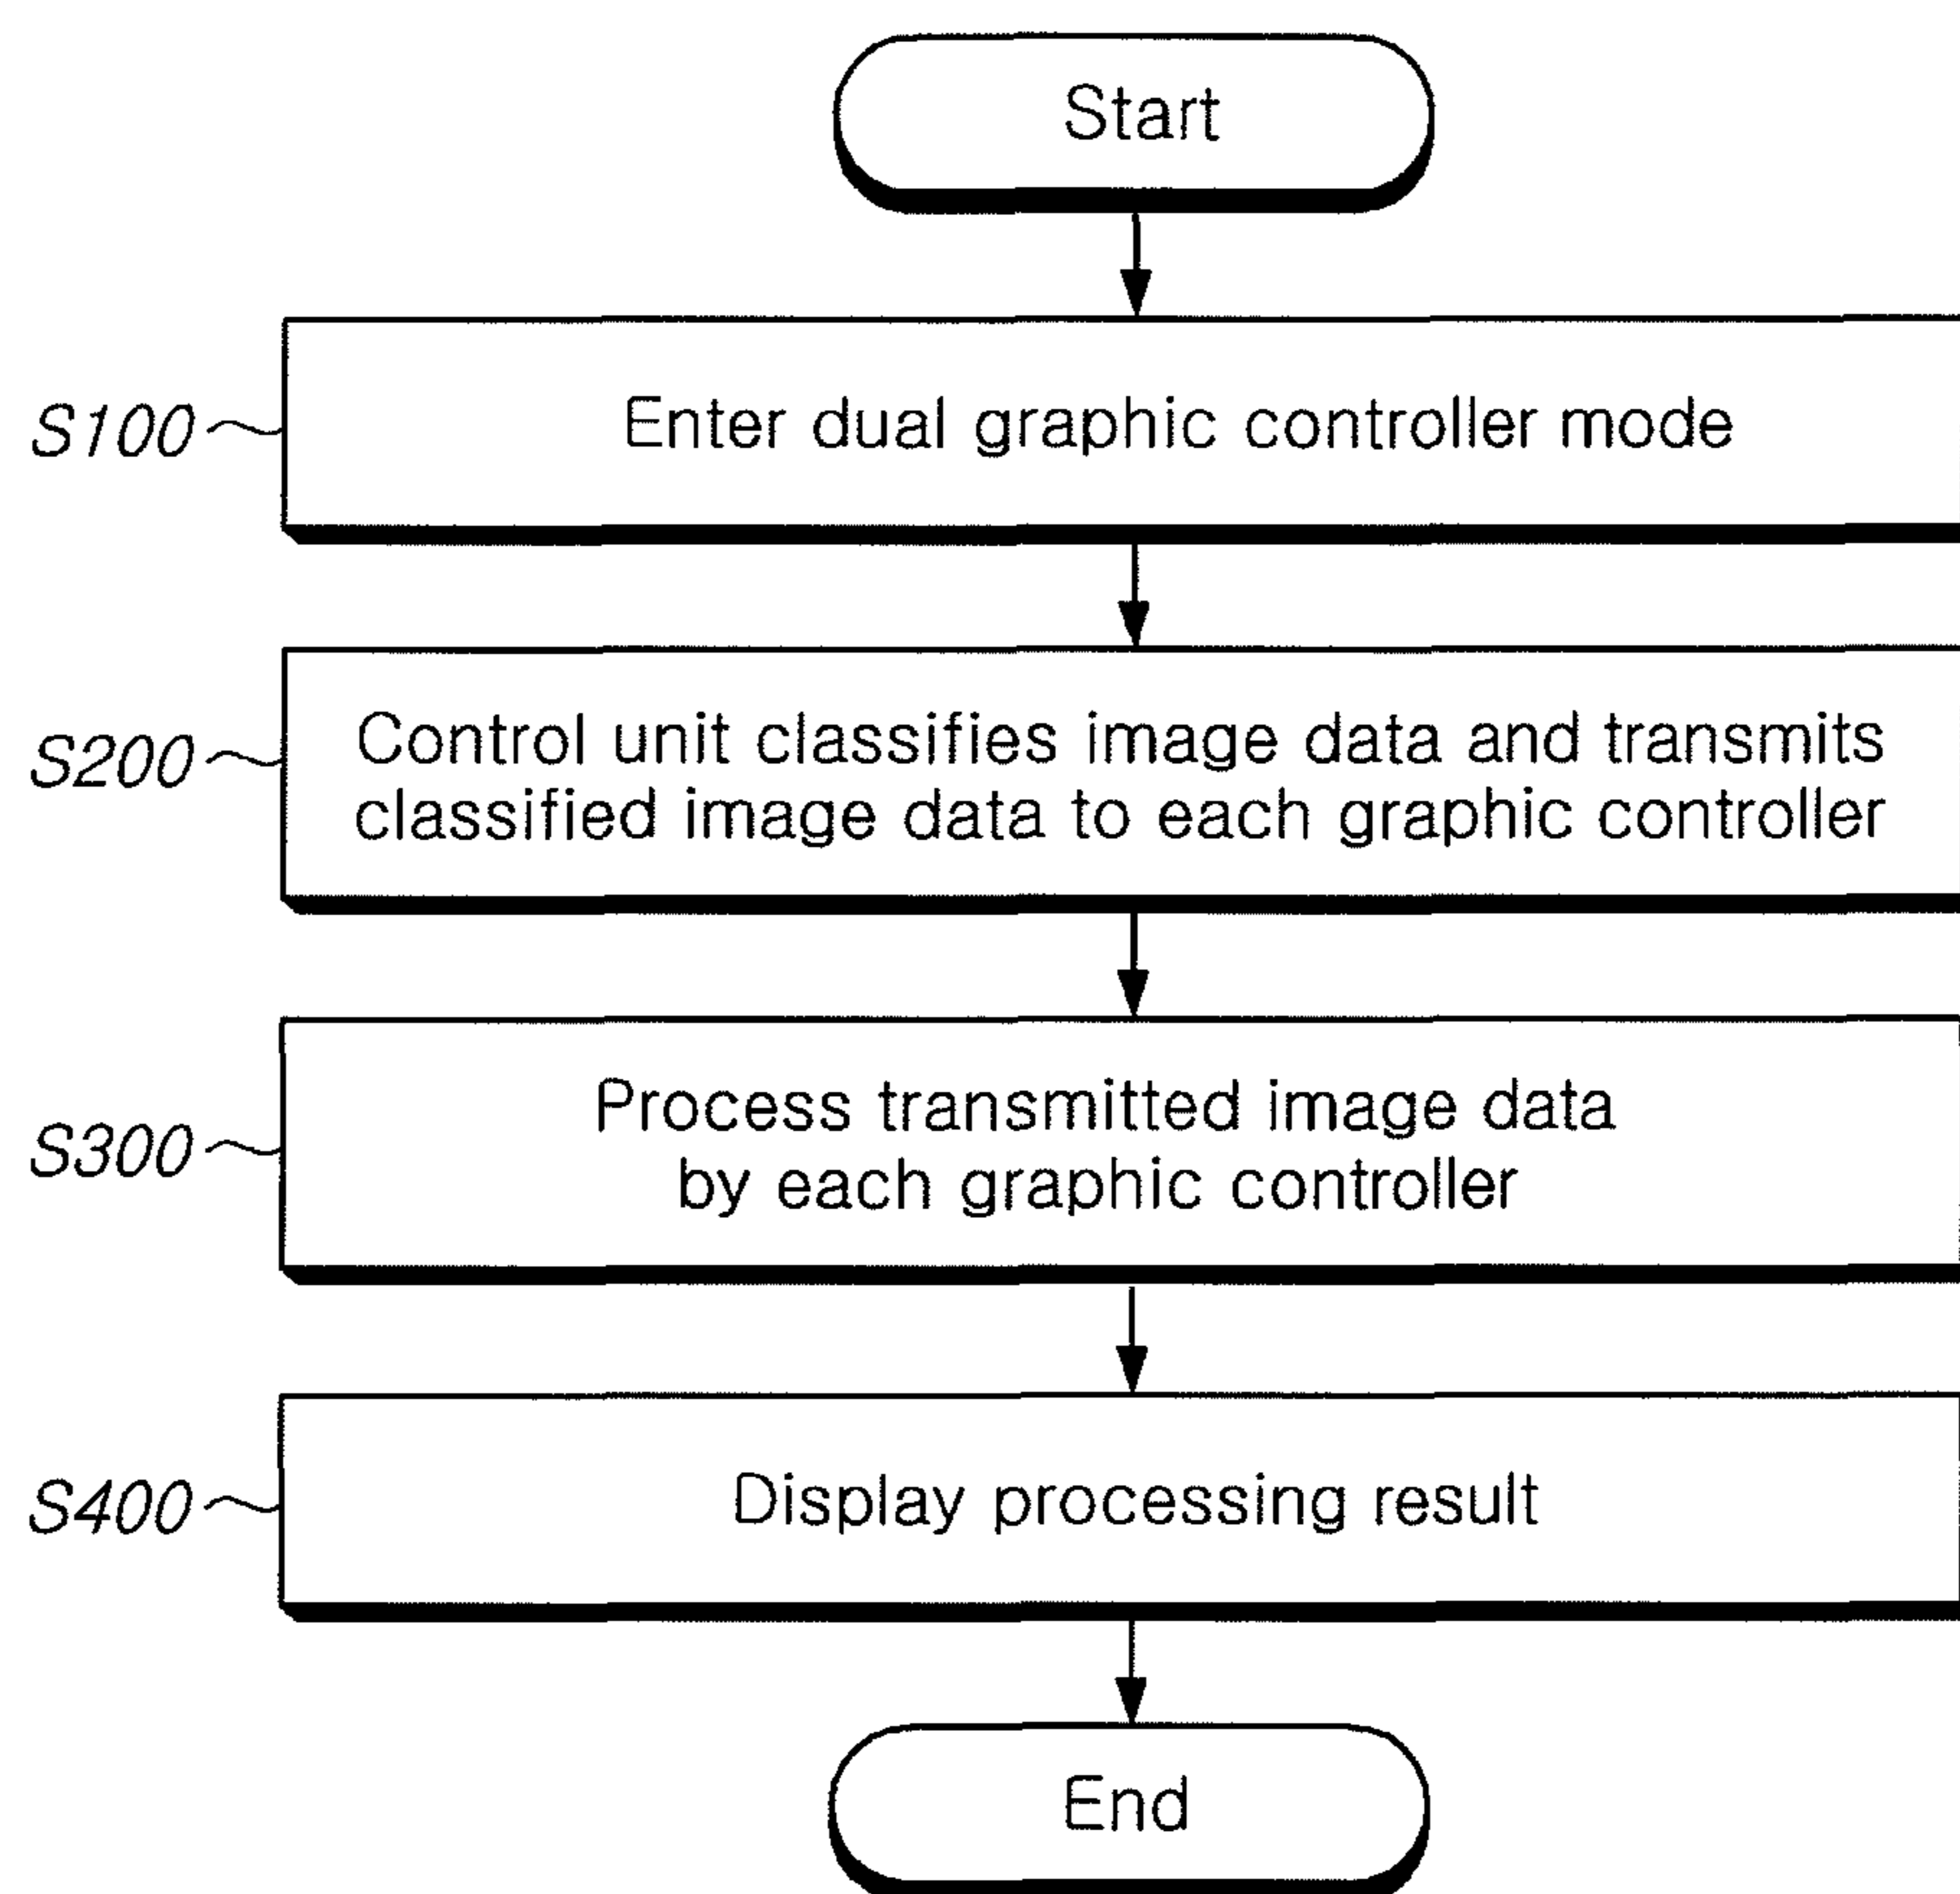 Start
S100
Enter dual graphic controller mode
S200
Control unit classifies image data and transmits
classified image data to each graphic controller
S300
Process transmitted image data
by each graphic controller
S400
Display processing result
End